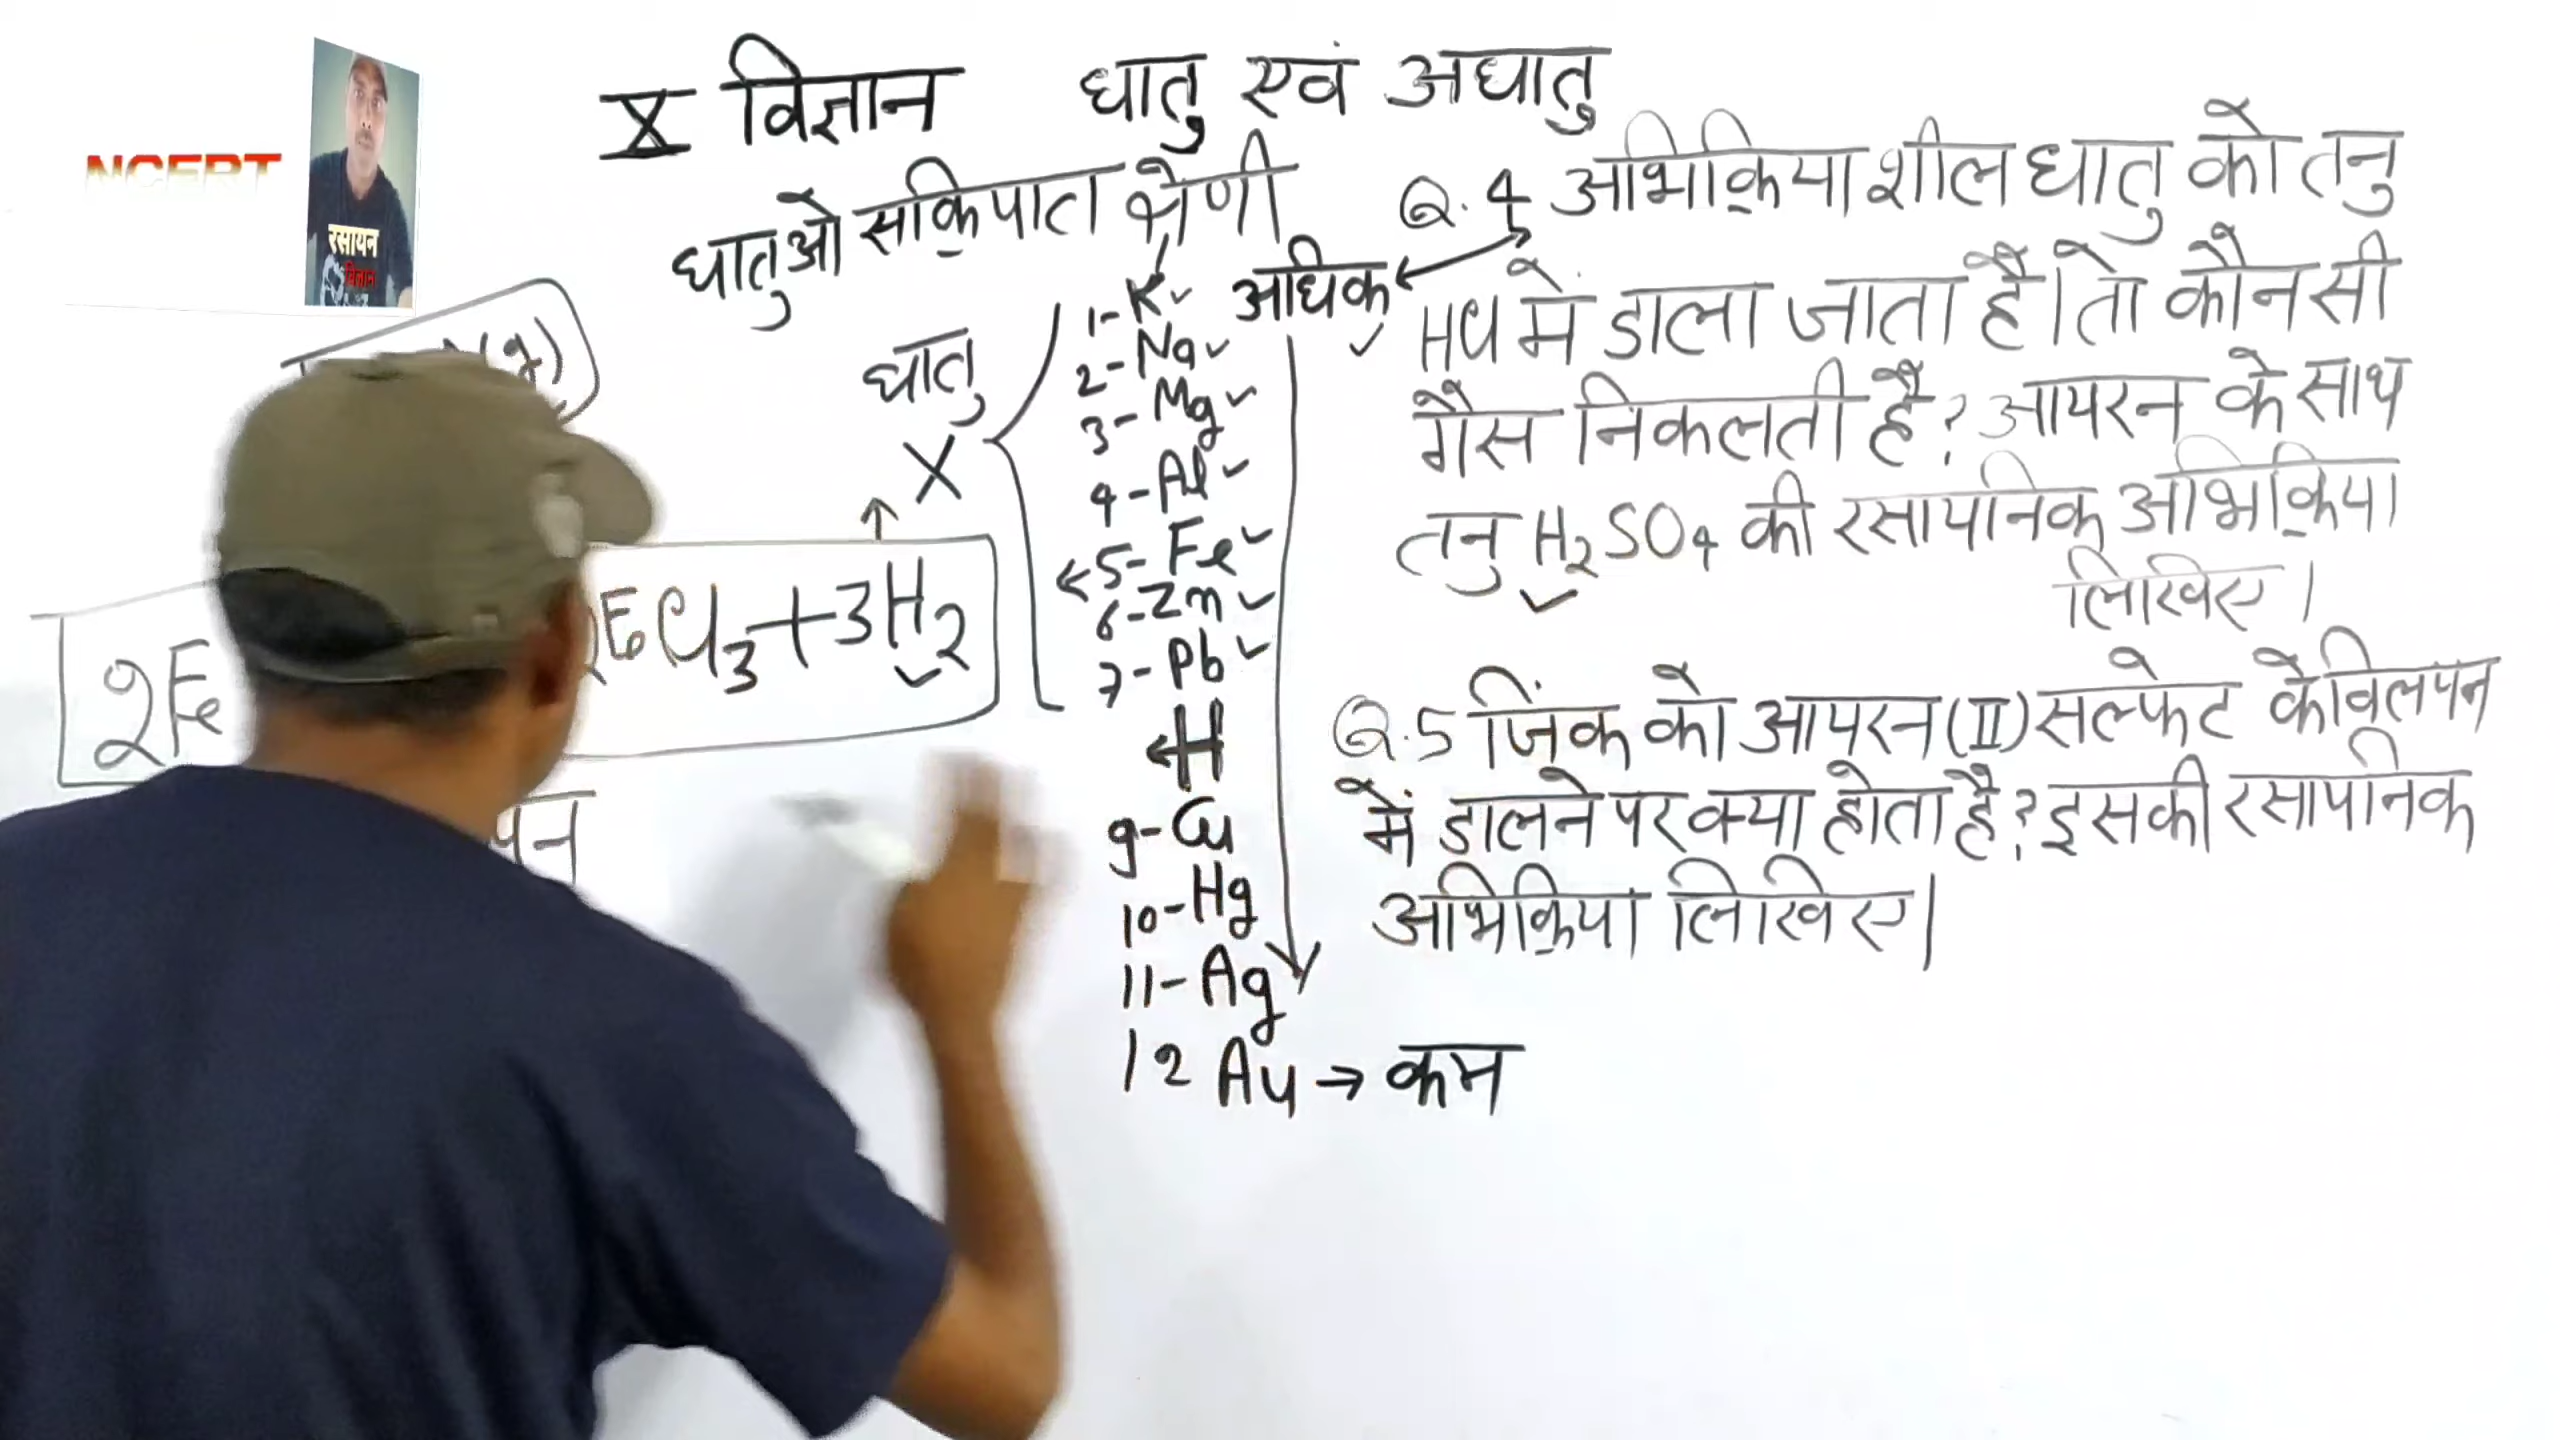 X विज्ञान धातु एवं अधातु
NCERT
रसायन
विज्ञान
धातुओ सक्रियता श्रेणी
धातु
X
1-K✓ अधिक
2-Na✓
3-Mg✓
4-Al✓
5-Fe✓
6-Zn✓
7-Pb✓
H
9-Cu
10-Hg
11-Ag
12 Au → कम
(g)
2Fe
Cl3+3H2
Q.4 अभिक्रियाशील धातु को तनु
HCl में डाला जाता है। तो कौन सी
गैस निकलती है? आयरन के साथ
तनु H2SO4 की रसायनिक अभिक्रिया
लिखिए।
Q.5 जिंक को आयरन(II) सल्फेट के विलयन
में डालने पर क्या होता है? इसकी रसायनिक
अभिक्रिया लिखिए।